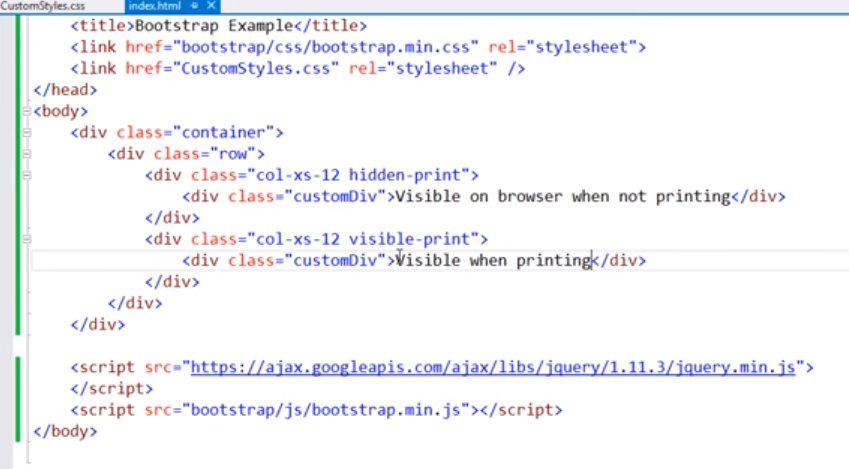 CustomStyles.css index.html
<title>Bootstrap Example</title>
<link href="bootstrap/css/bootstrap.min.css" rel="stylesheet">
<link href="CustomStyles.css" rel="stylesheet" />
</head>
<body>
<div class="container">
<div class="row">
<div class="col-xs-12 hidden-print">
<div class="customDiv">Visible on browser when not printing</div>
</div>
<div class="col-xs-12 visible-print">
<div class="customDiv">Visible when printing</div>
</div>
</div>
</div>
<script src="https://ajax.googleapis.com/ajax/libs/jquery/1.11.3/jquery.min.js">
</script>
<script src="bootstrap/js/bootstrap.min.js"></script>
</body>